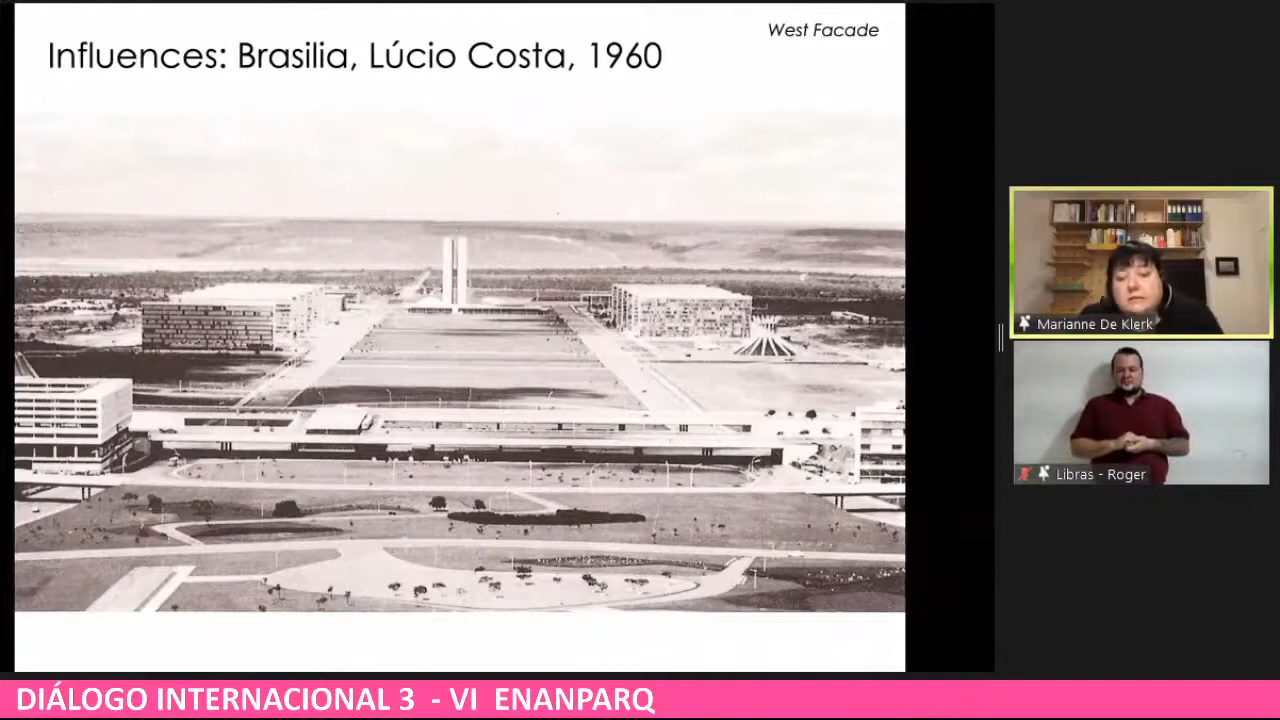 West Facade
Influences: Brasilia, Lúcio Costa, 1960
Marianne De Klerk
Libras - Roger
DIÁLOGO INTERNACIONAL 3 - VI ENANPARQ